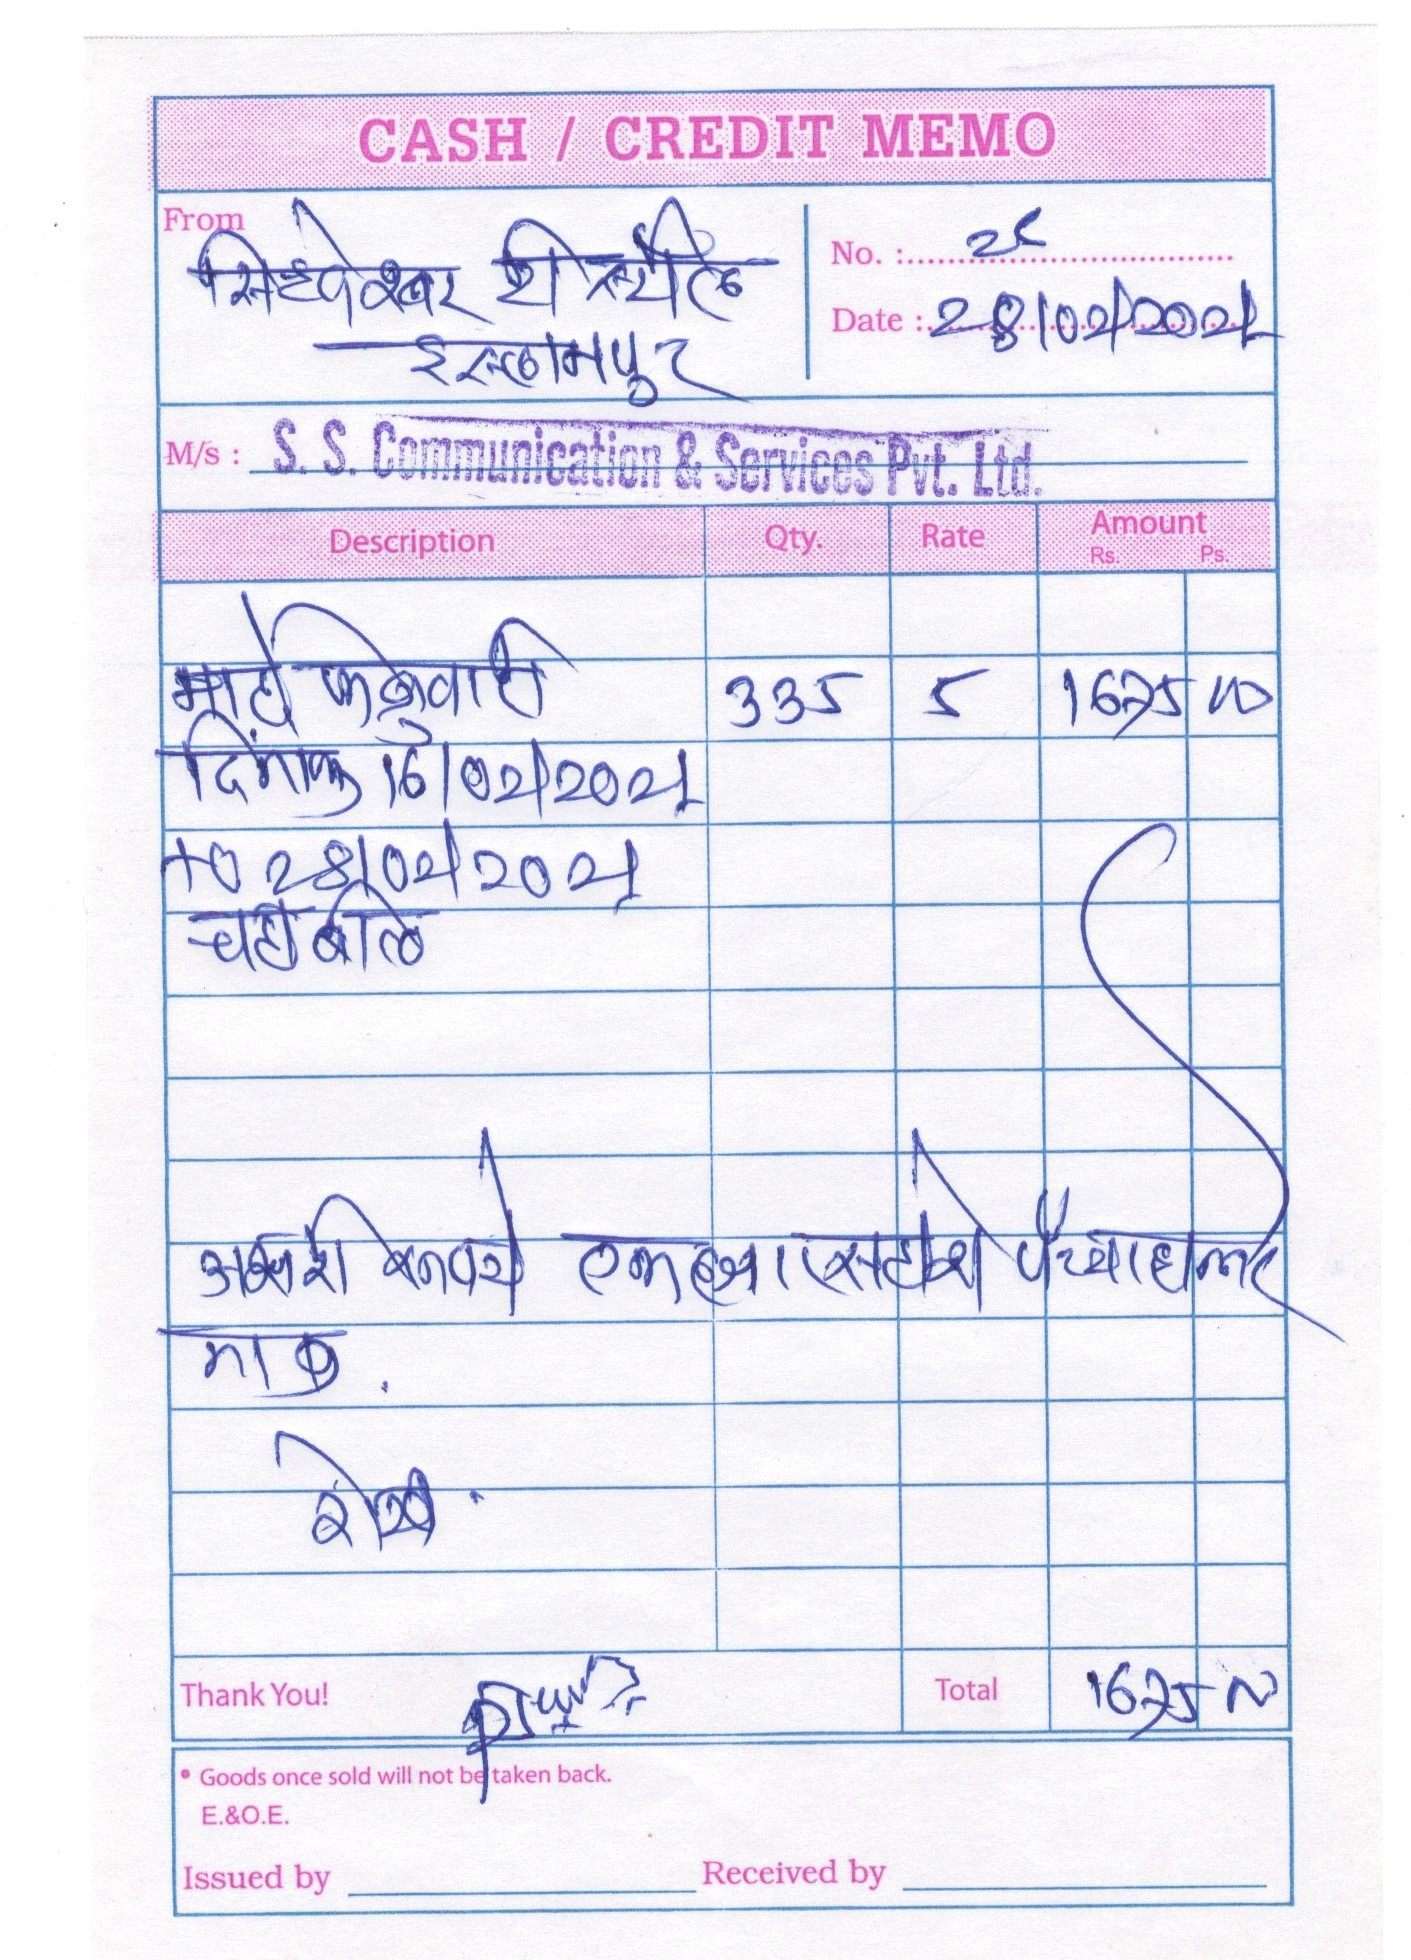 CASH / CREDIT MEMO
From
सिध्देश्वर टी स्टॉल
इस्लामपुर
No. : 25
Date : 28/02/2021
M/s : S. S. Communication & Services Pvt. Ltd.
Description Qty. Rate Amount
Rs. Ps.
माहे फेब्रुवारी 335 5 1675 00
दिनांक 16/02/2021
to 28/02/2021
चहा बील
अक्षरी रुपये एक हजार सहाशे पंच्याहत्तर
मात्र.
रोख
Thank You! Total 1675 00
• Goods once sold will not be taken back.
E.&O.E.
Issued by Received by